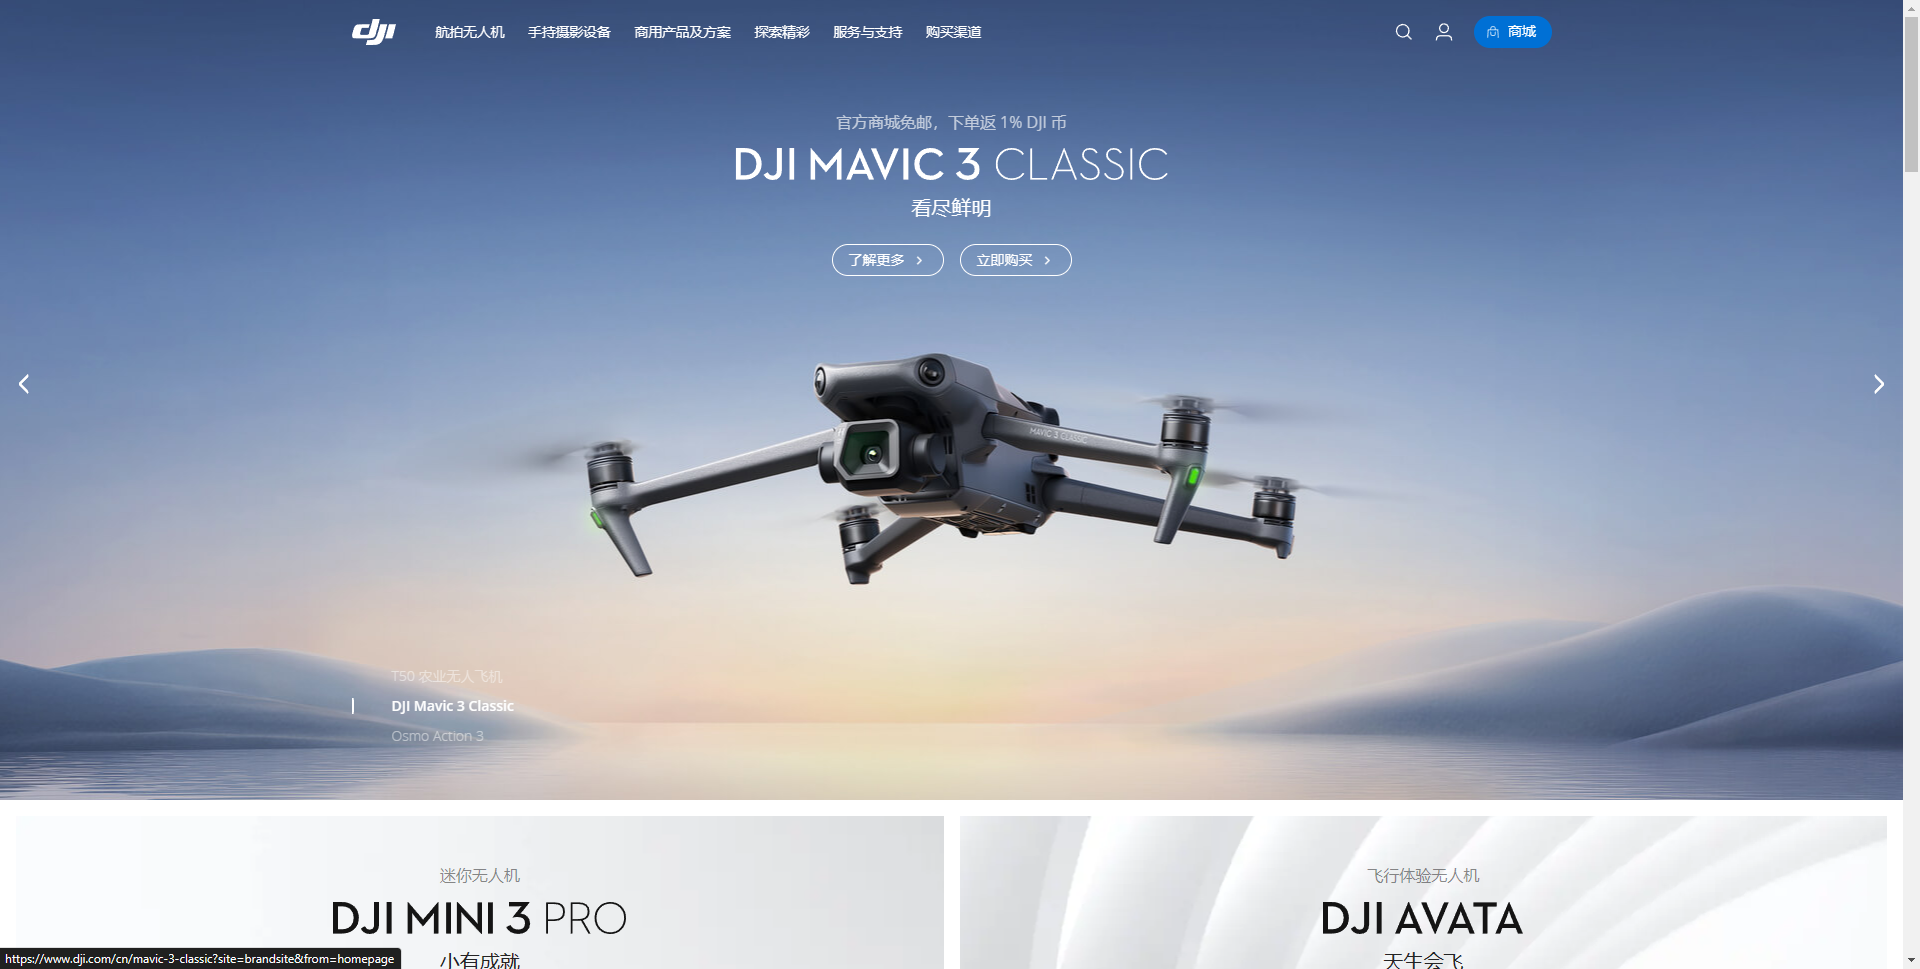 dji 航拍无人机 手持摄影设备 商用产品及方案 探索精彩 服务与支持 购买渠道 商城
官方商城免邮，下单返 1% DJI 币
DJI MAVIC 3 CLASSIC
看尽鲜明
了解更多 立即购买
MAVIC 3 CLASSIC
T50 农业无人飞机
DJI Mavic 3 Classic
Osmo Action 3
迷你无人机
DJI MINI 3 PRO
小有成就
飞行体验无人机
DJI AVATA
天生会飞
https://www.dji.com/cn/mavic-3-classic?site=brandsite&from=homepage